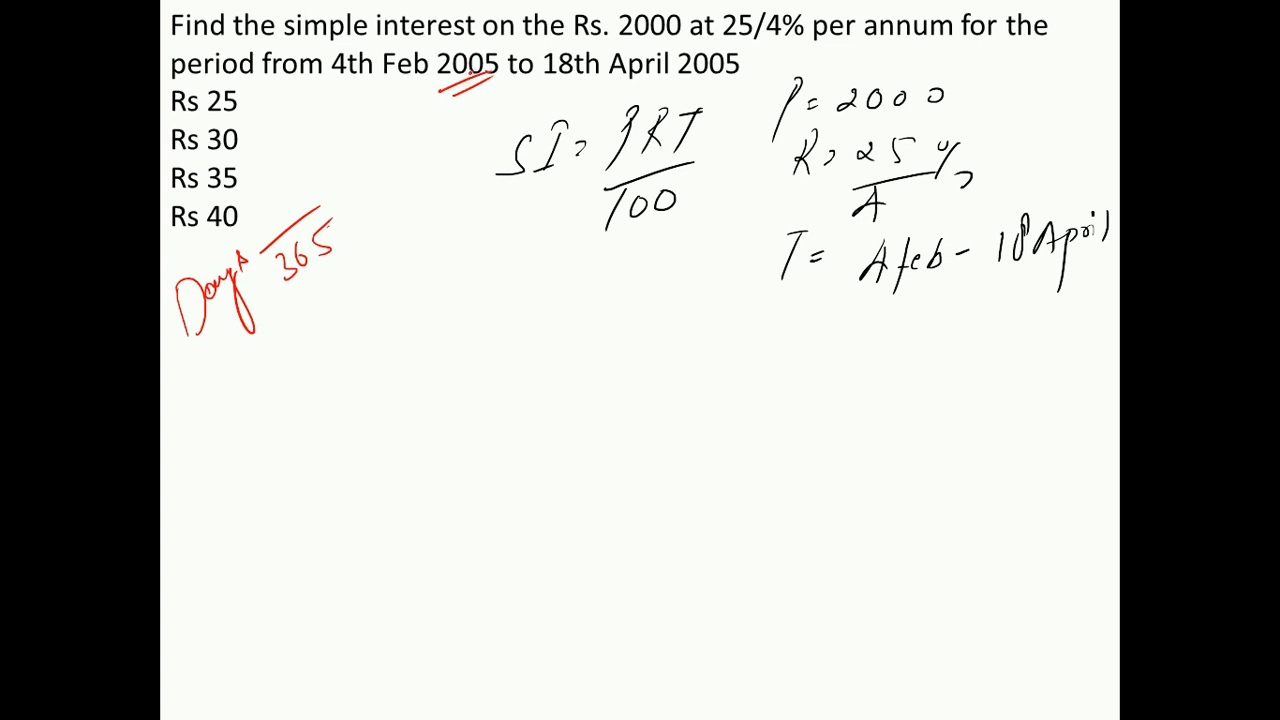 Find the simple interest on the Rs. 2000 at 25/4% per annum for the
period from 4th Feb 2005 to 18th April 2005
Rs 25
Rs 30
Rs 35
Rs 40
SI = PRT / 100
P = 2000
R = 25/4 %
T = 4 feb - 18 April
Days / 365